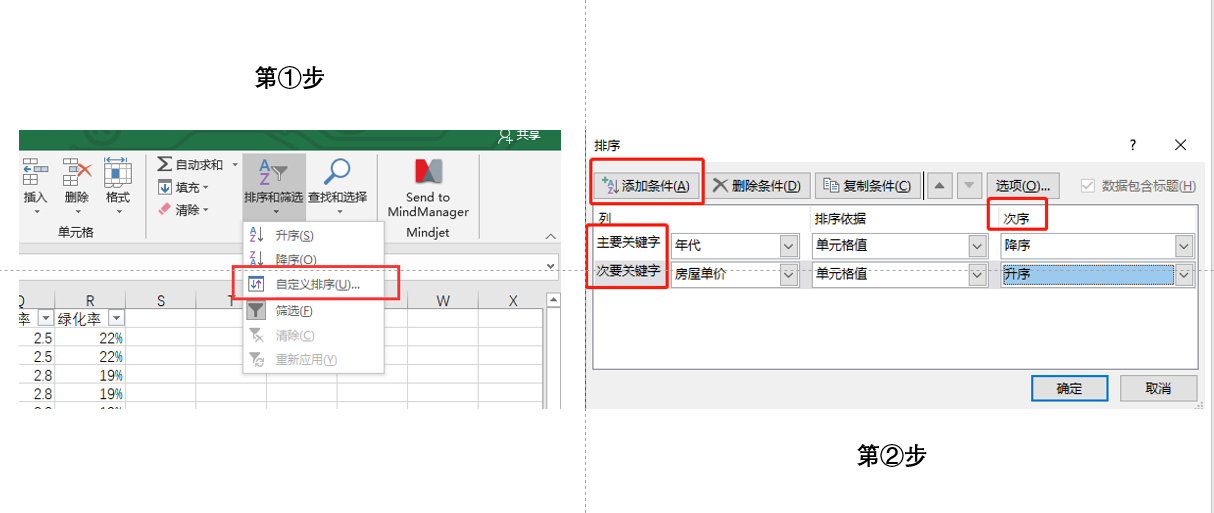 第①步
共享
插入
删除
格式
单元格
自动求和
填充
清除
排序和筛选
查找和选择
Send to
MindManager
Mindjet
升序(S)
降序(O)
自定义排序(U)...
筛选(F)
清除(C)
重新应用(Y)
R S T W X
率 绿化率
2.5 22%
2.5 22%
2.8 19%
2.8 19%
排序
?
添加条件(A) 删除条件(D) 复制条件(C) 选项(O)... 数据包含标题(H)
列 排序依据 次序
主要关键字 年代 单元格值 降序
次要关键字 房屋单价 单元格值 升序
确定 取消
第②步